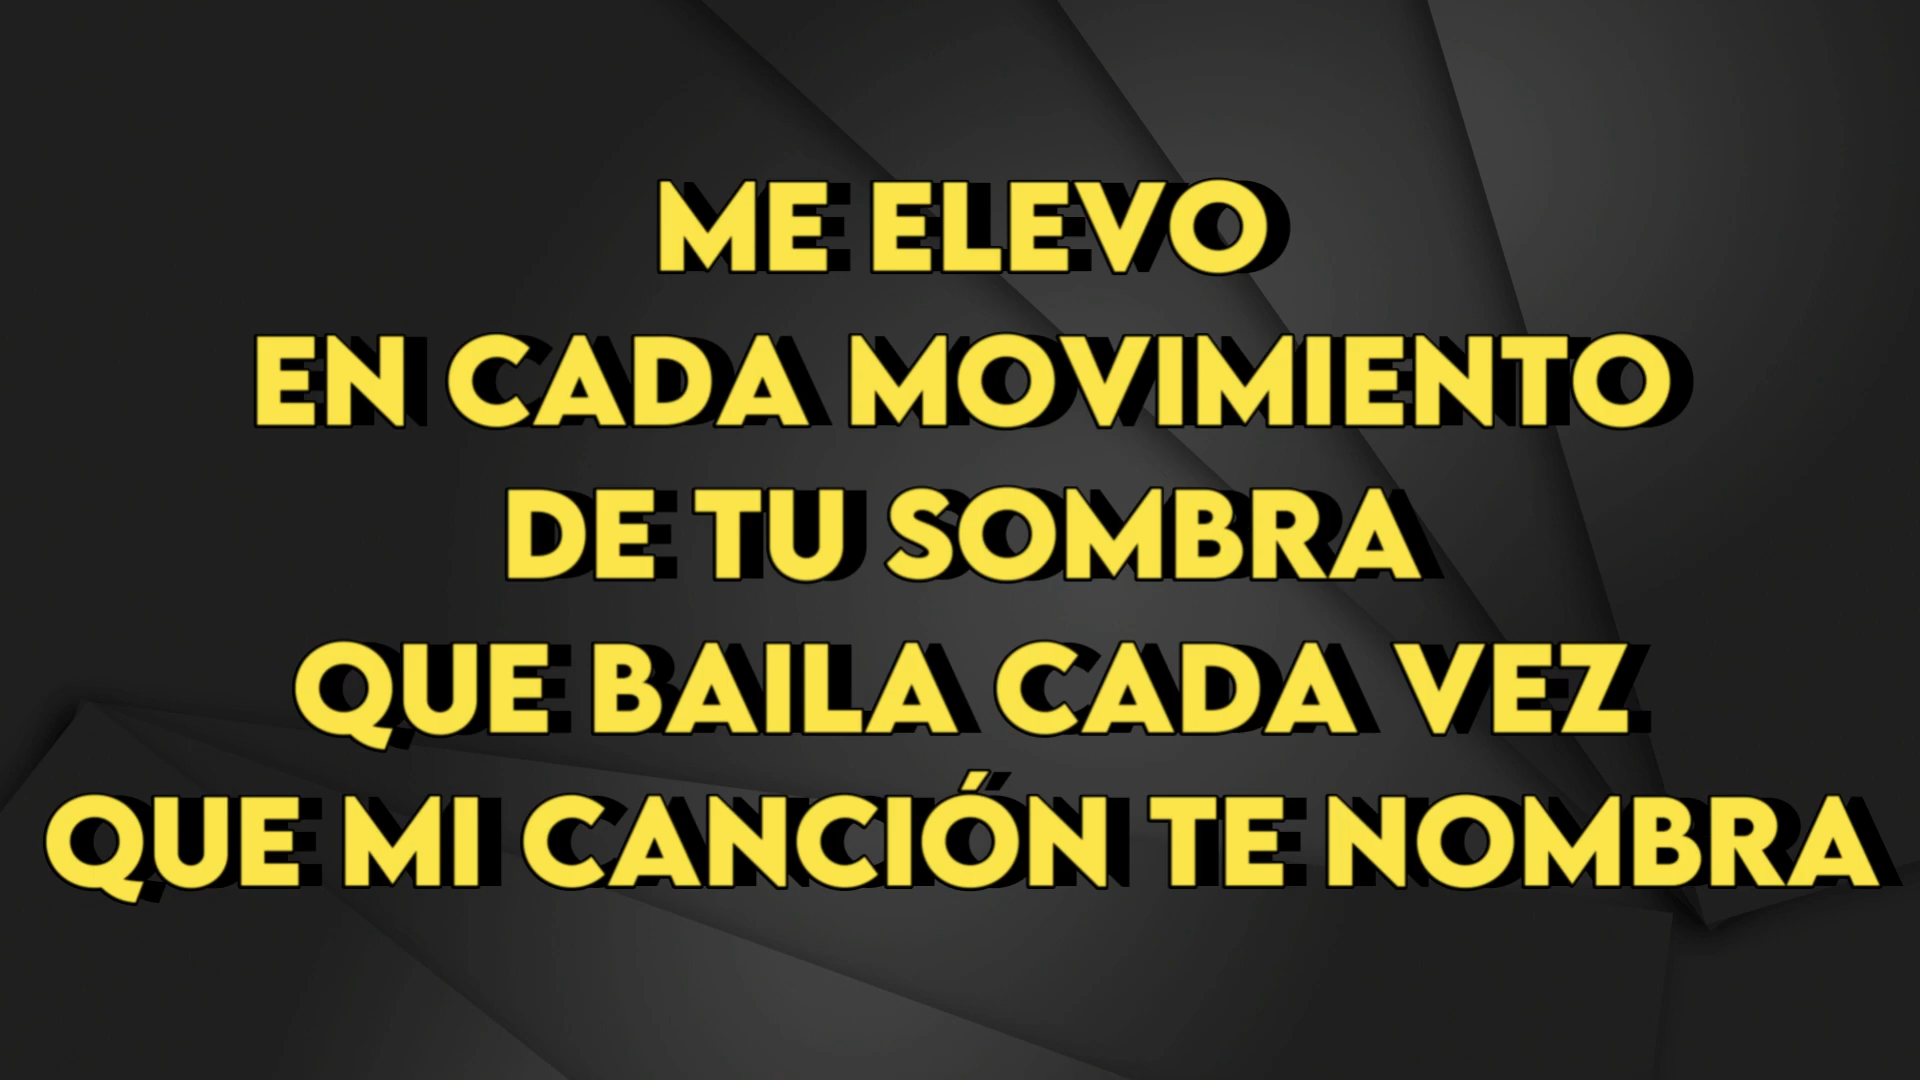 ME ELEVO
EN CADA MOVIMIENTO
DE TU SOMBRA
QUE BAILA CADA VEZ
QUE MI CANCIÓN TE NOMBRA